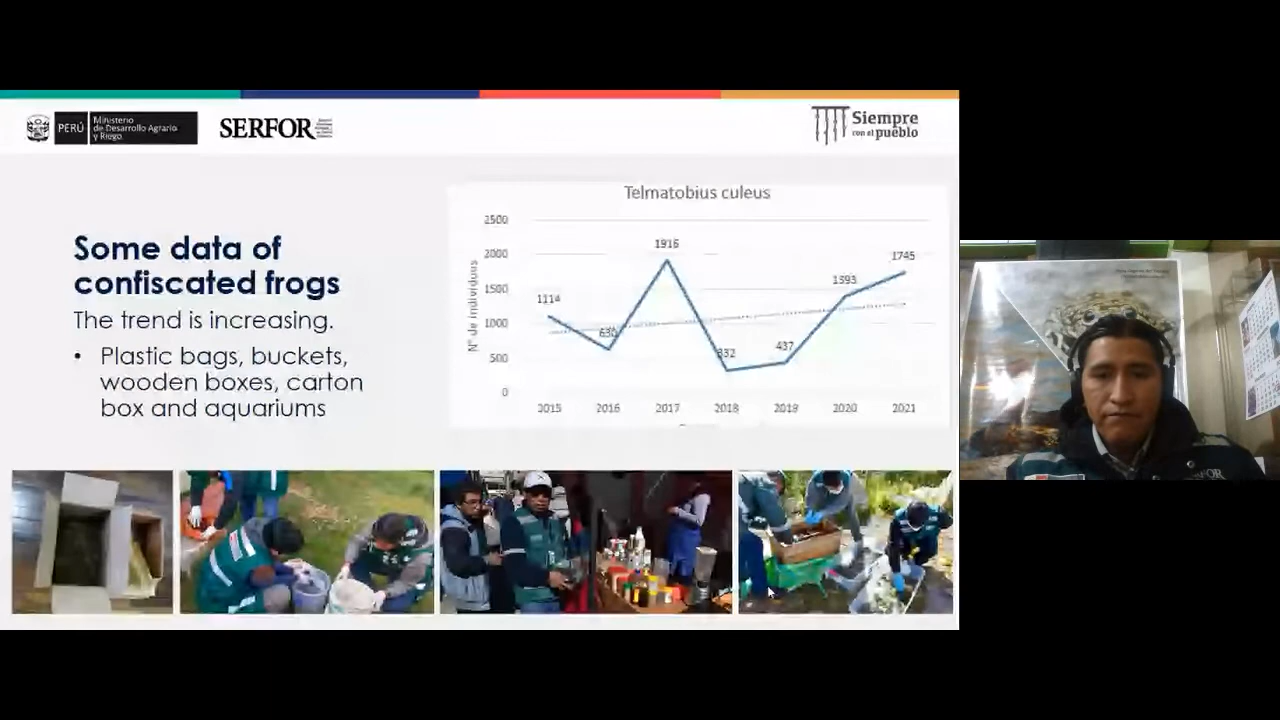 PERÚ
Ministerio
de Desarrollo Agrario
y Riego
SERFOR
Siempre
con el pueblo
Some data of
confiscated frogs
The trend is increasing.
• Plastic bags, buckets,
wooden boxes, carton
box and aquariums
Telmatobius culeus
N° de individuos
2500
2000
1500
1000
500
0
1114
630
1916
332
437
1393
1745
2015
2016
2017
2018
2019
2020
2021